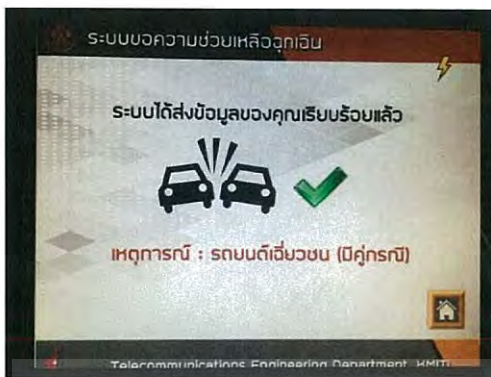 ระบบขอความช่วยเหลือฉุกเฉิน
ระบบได้ส่งข้อมูลของคุณเรียบร้อยแล้ว
เหตุการณ์ : รถยนต์เฉี่ยวชน (มีคู่กรณี)
Telecommunications Engineering Department, KMITL